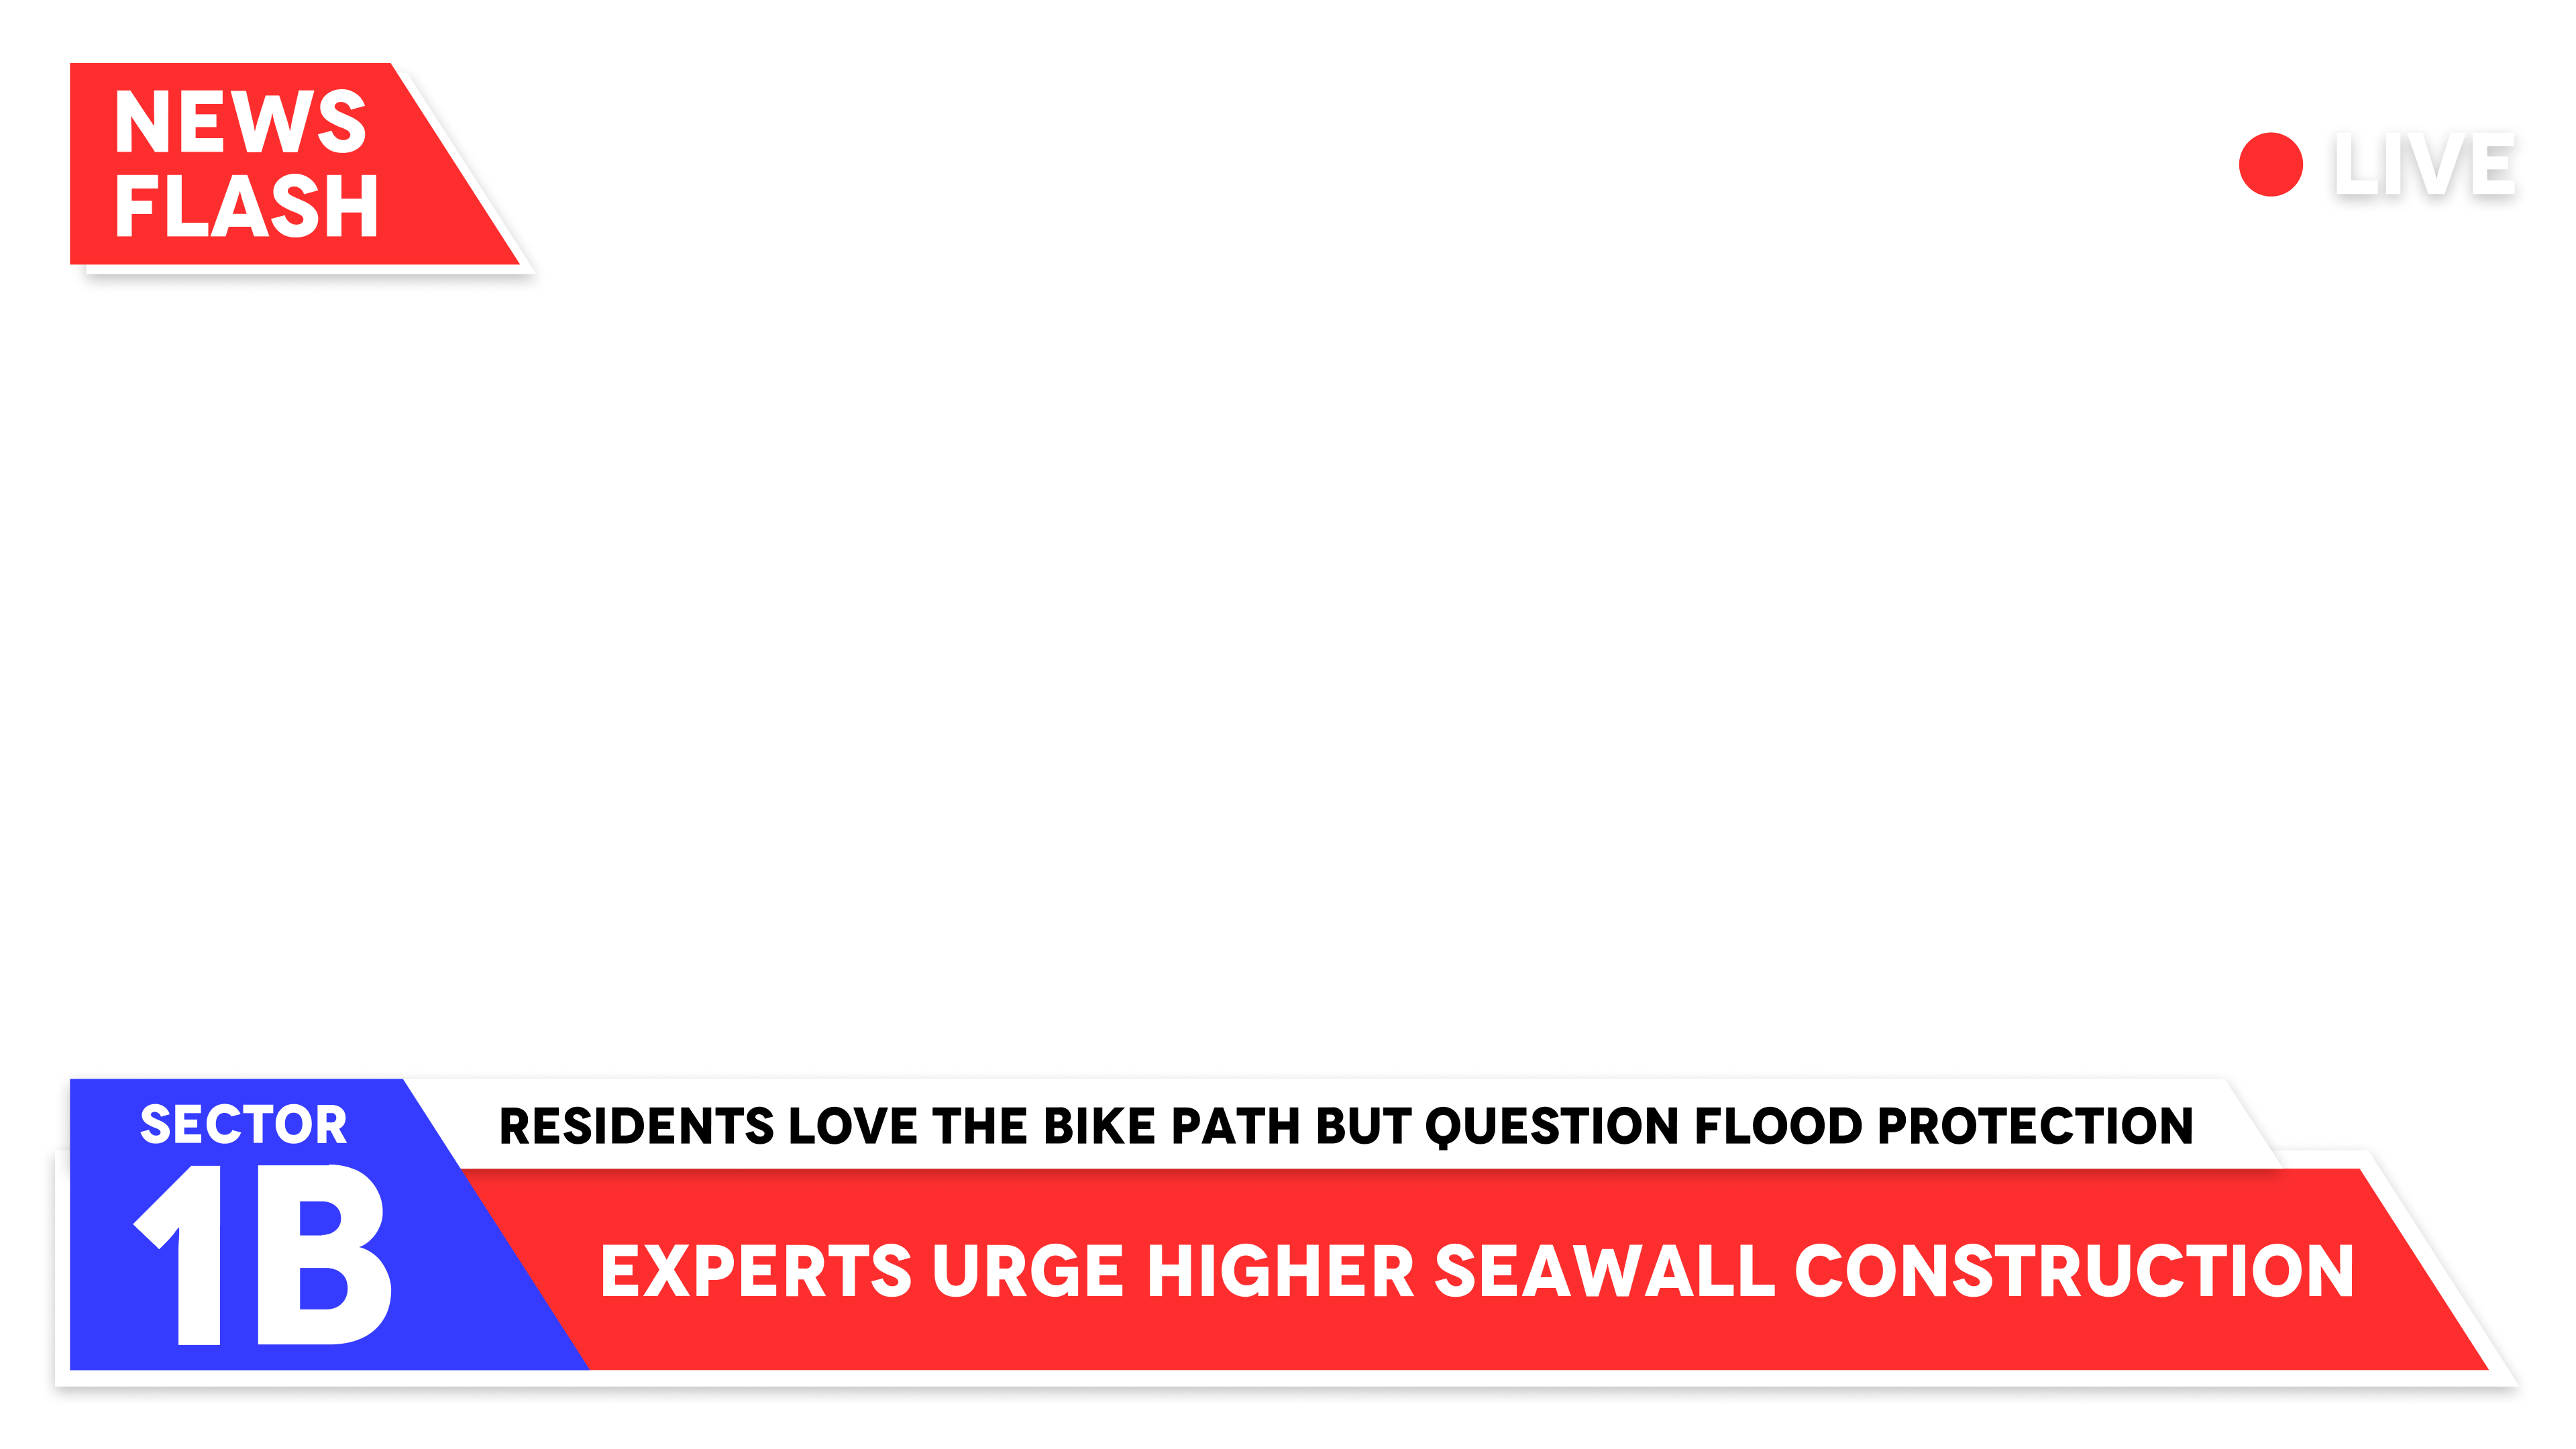 NEWS
FLASH
LIVE
SECTOR
1B
RESIDENTS LOVE THE BIKE PATH BUT QUESTION FLOOD PROTECTION
EXPERTS URGE HIGHER SEAWALL CONSTRUCTION